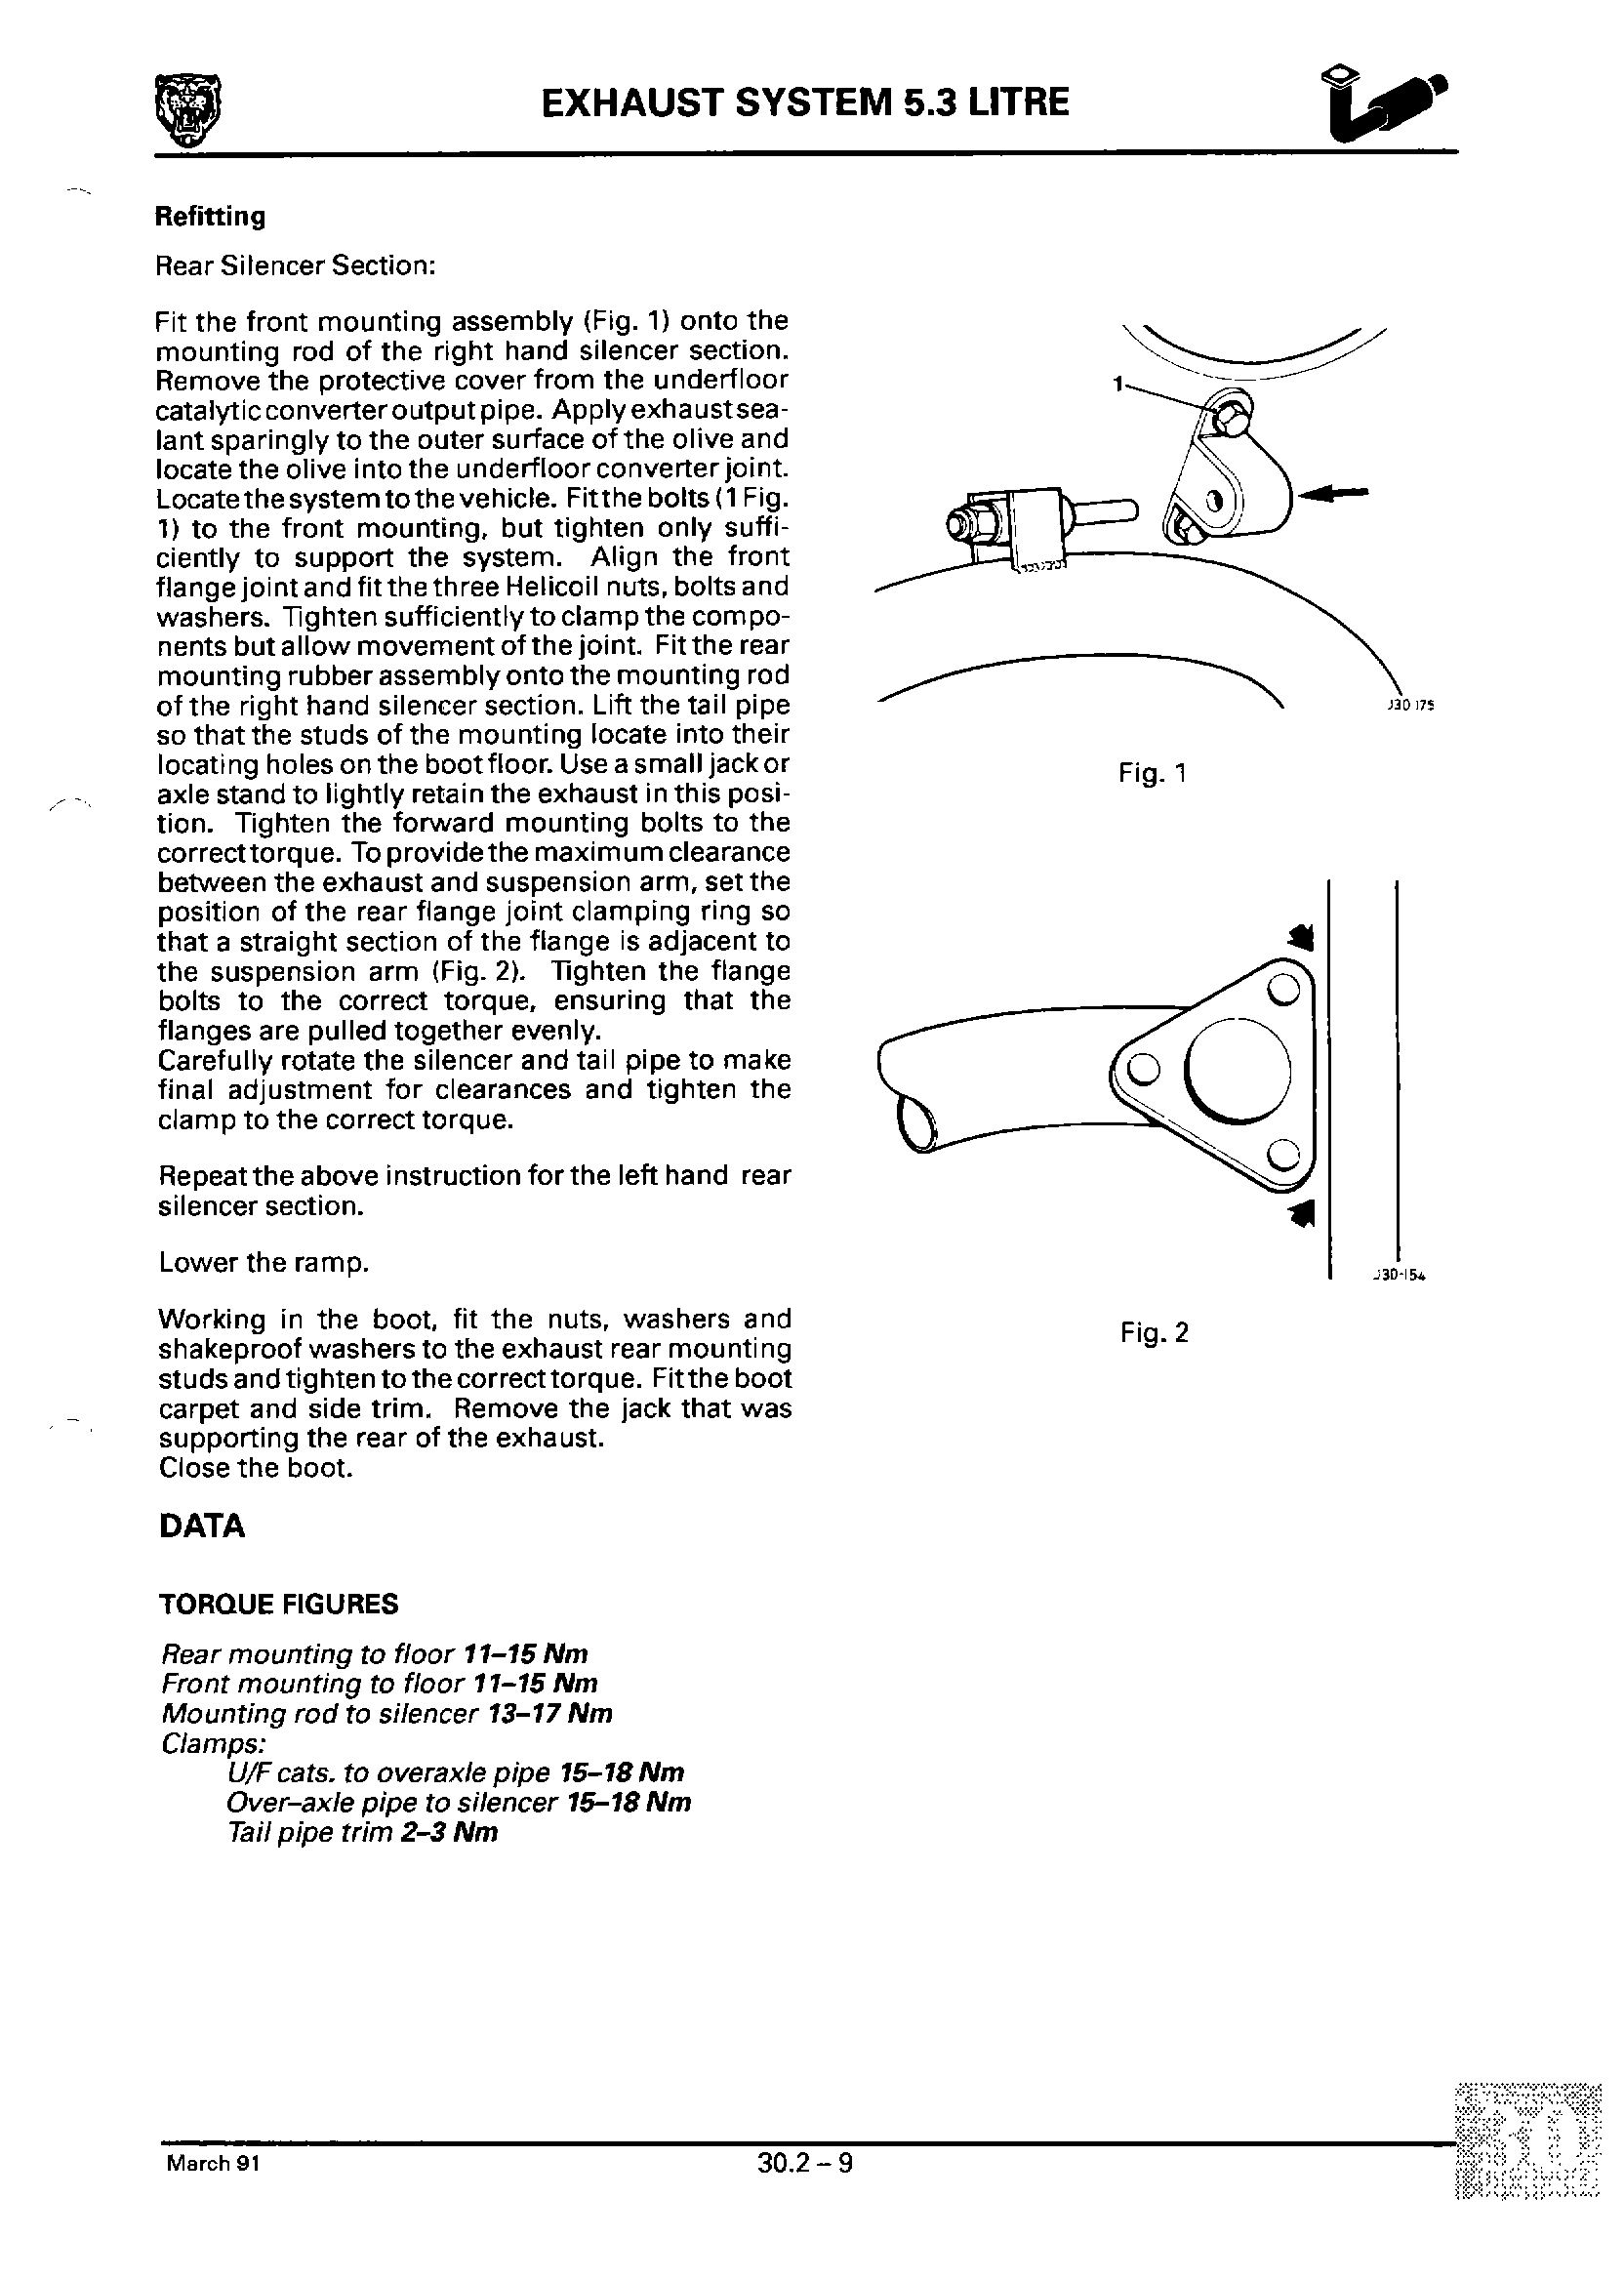 EXHAUST SYSTEM 5.3 LITRE
Refitting
Rear Silencer Section:
Fit the front mounting assembly (Fig. 1) onto the
mounting rod of the right hand silencer section.
Remove the protective cover from the underfloor
catalytic converter output pipe. Apply exhaust sea-
lant sparingly to the outer surface of the olive and
locate the olive into the underfloor converter joint.
Locate the system to the vehicle. Fit the bolts (1 Fig.
1) to the front mounting, but tighten only suffi-
ciently to support the system. Align the front
flange joint and fit the three Helicoil nuts, bolts and
washers. Tighten sufficiently to clamp the compo-
nents but allow movement of the joint. Fit the rear
mounting rubber assembly onto the mounting rod
of the right hand silencer section. Lift the tail pipe
so that the studs of the mounting locate into their
locating holes on the boot floor. Use a small jack or
axle stand to lightly retain the exhaust in this posi-
tion. Tighten the forward mounting bolts to the
correct torque. To provide the maximum clearance
between the exhaust and suspension arm, set the
position of the rear flange joint clamping ring so
that a straight section of the flange is adjacent to
the suspension arm (Fig. 2). Tighten the flange
bolts to the correct torque, ensuring that the
flanges are pulled together evenly.
Carefully rotate the silencer and tail pipe to make
final adjustment for clearances and tighten the
clamp to the correct torque.
Repeat the above instruction for the left hand rear
silencer section.
Lower the ramp.
Working in the boot, fit the nuts, washers and
shakeproof washers to the exhaust rear mounting
studs and tighten to the correct torque. Fit the boot
carpet and side trim. Remove the jack that was
supporting the rear of the exhaust.
Close the boot.
DATA
TORQUE FIGURES
Rear mounting to floor 11–15 Nm
Front mounting to floor 11–15 Nm
Mounting rod to silencer 13–17 Nm
Clamps:
U/F cats. to overaxle pipe 15–18 Nm
Over–axle pipe to silencer 15–18 Nm
Tail pipe trim 2–3 Nm
1
J30 175
Fig. 1
J30-154
Fig. 2
March 91
30.2 – 9